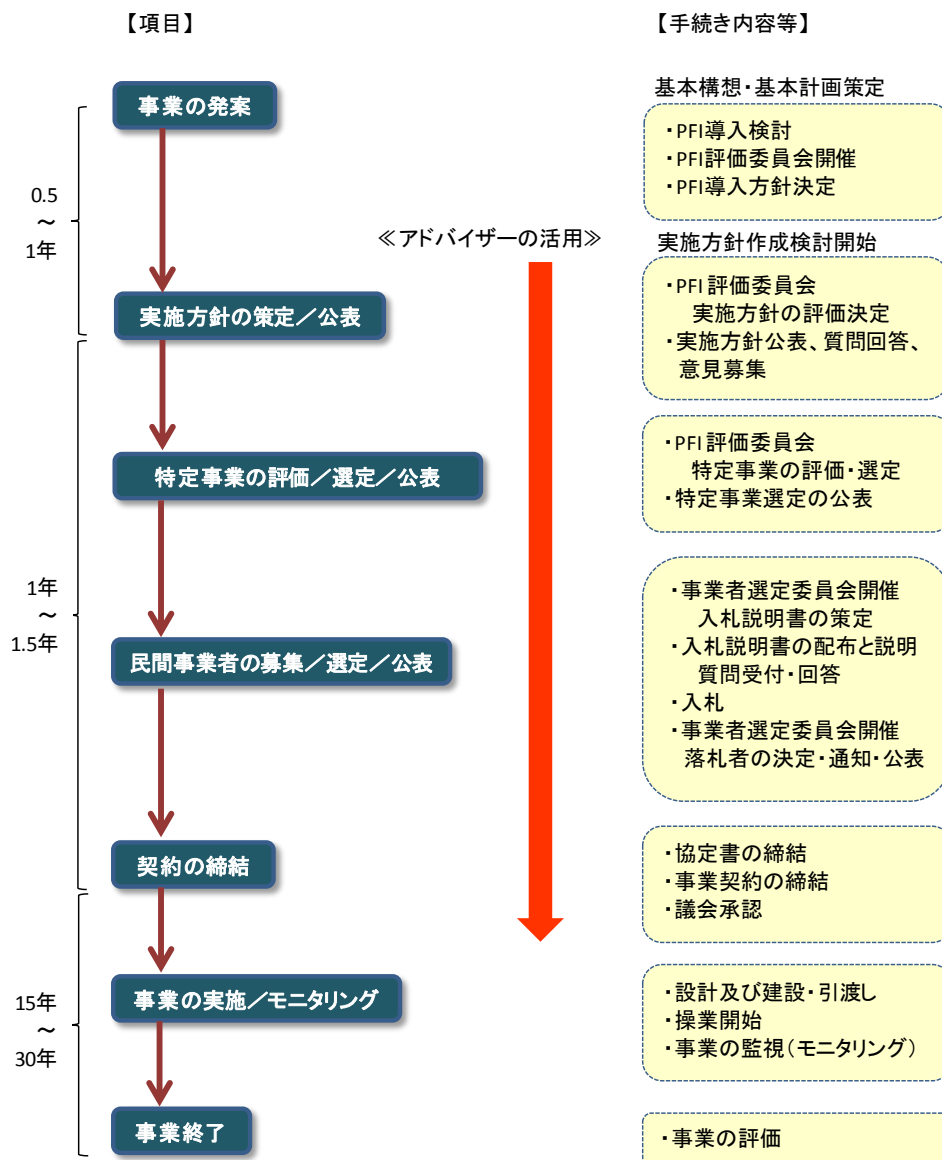 【項目】
【手続き内容等】
事業の発案
基本構想・基本計画策定
・PFI導入検討
・PFI評価委員会開催
・PFI導入方針決定
0.5
～
1年
≪アドバイザーの活用≫
実施方針作成検討開始
実施方針の策定／公表
・PFI評価委員会
実施方針の評価決定
・実施方針公表、質問回答、
意見募集
特定事業の評価／選定／公表
・PFI評価委員会
特定事業の評価・選定
・特定事業選定の公表
1年
～
1.5年
民間事業者の募集／選定／公表
・事業者選定委員会開催
入札説明書の策定
・入札説明書の配布と説明
質問受付・回答
・入札
・事業者選定委員会開催
落札者の決定・通知・公表
契約の締結
・協定書の締結
・事業契約の締結
・議会承認
15年
～
30年
事業の実施／モニタリング
・設計及び建設・引渡し
・操業開始
・事業の監視（モニタリング）
事業終了
・事業の評価